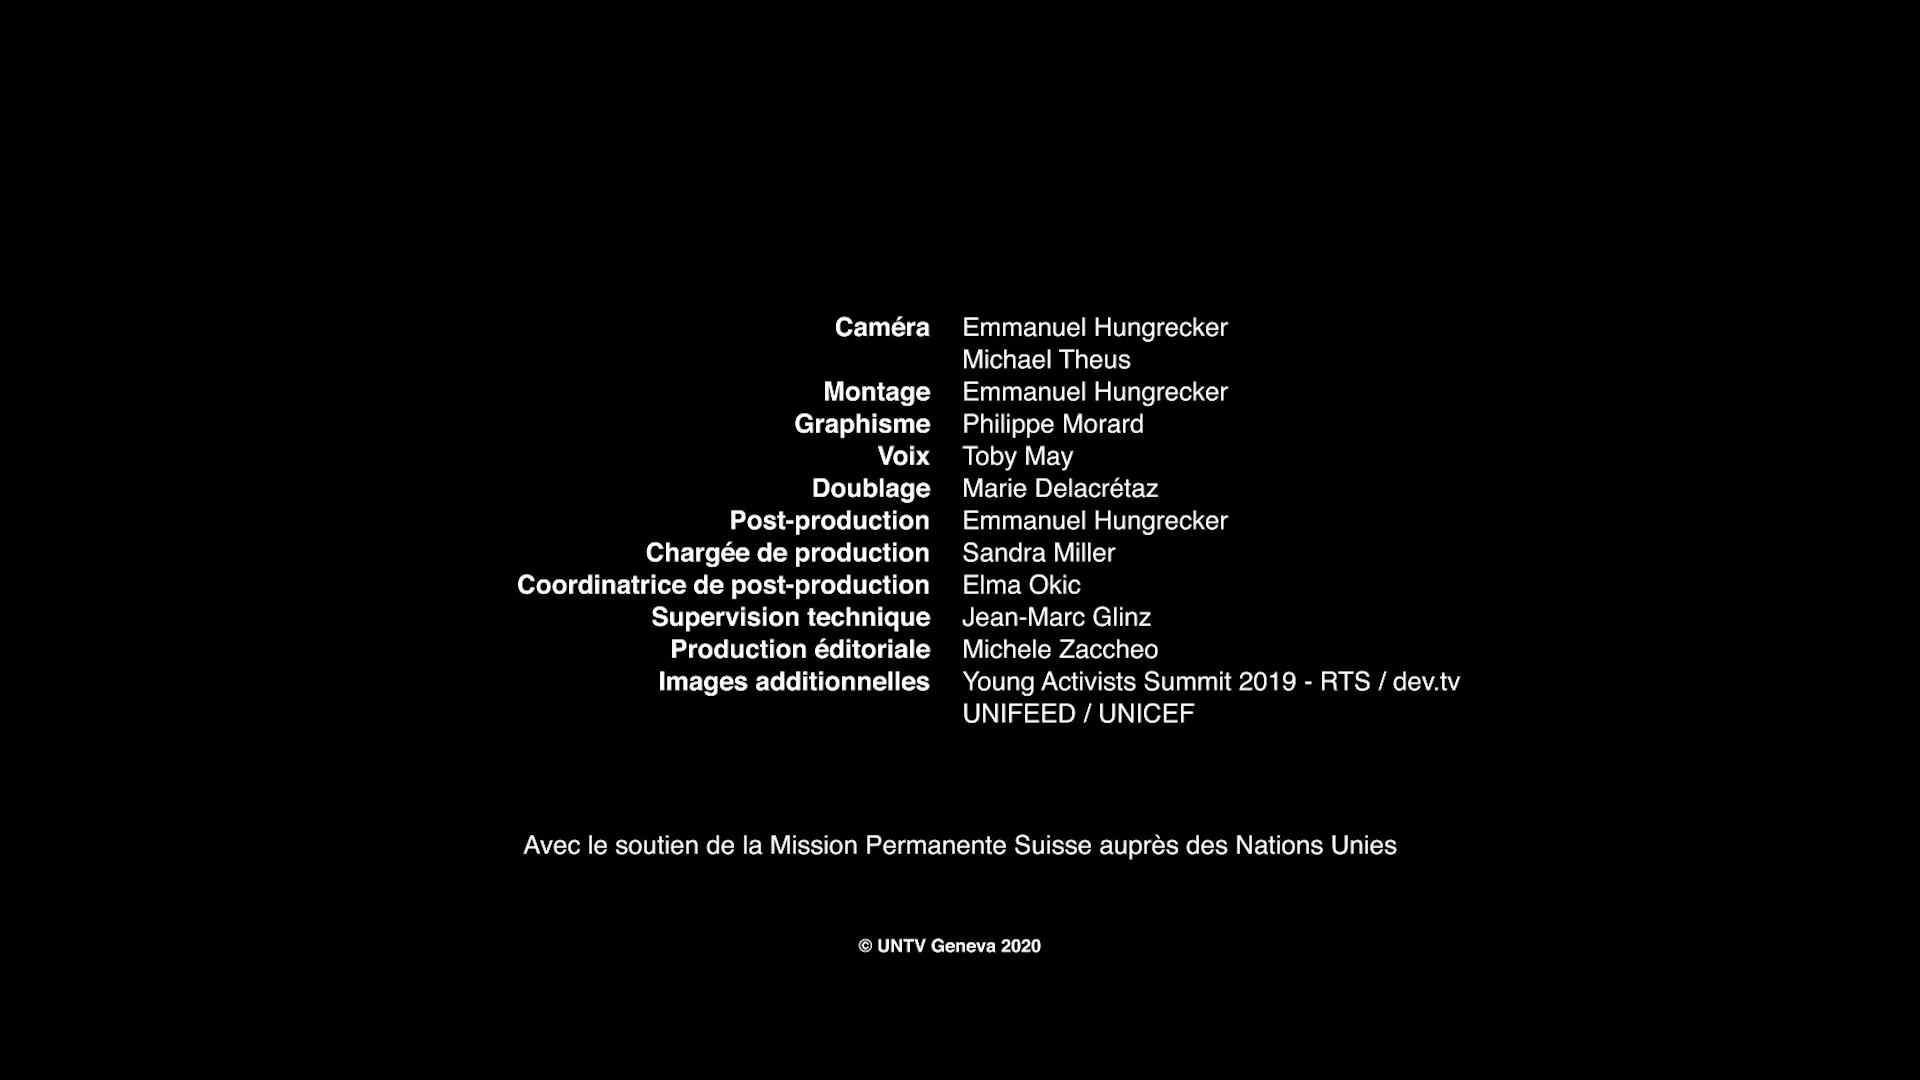 Caméra Emmanuel Hungrecker
Michael Theus
Montage Emmanuel Hungrecker
Graphisme Philippe Morard
Voix Toby May
Doublage Marie Delacrétaz
Post-production Emmanuel Hungrecker
Chargée de production Sandra Miller
Coordinatrice de post-production Elma Okic
Supervision technique Jean-Marc Glinz
Production éditoriale Michele Zaccheo
Images additionnelles Young Activists Summit 2019 - RTS / dev.tv
UNIFEED / UNICEF
Avec le soutien de la Mission Permanente Suisse auprès des Nations Unies
© UNTV Geneva 2020